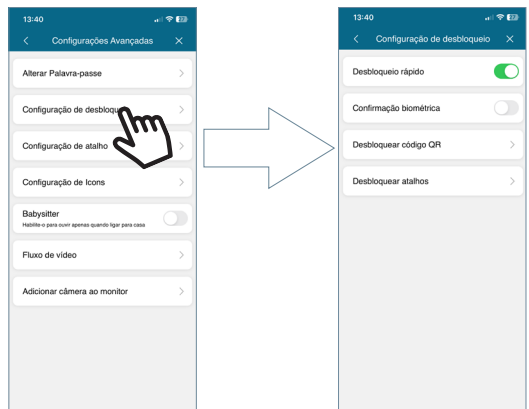 13:40
Configurações Avançadas
Alterar Palavra-passe
Configuração de
Configuração de atalho
Configuração de Icons
Babysitter
Habilite-o para ouvir apenas quando ligar para casa
Fluxo de vídeo
Adicionar câmera ao monitor
13:40
Configuração de desbloqueio
Desbloqueio rápido
Confirmação biométrica
Desbloquear código QR
Desbloquear atalhos